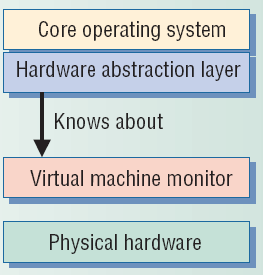 Core operating system
Hardware abstraction layer
Knows about
Virtual machine monitor
Physical hardware